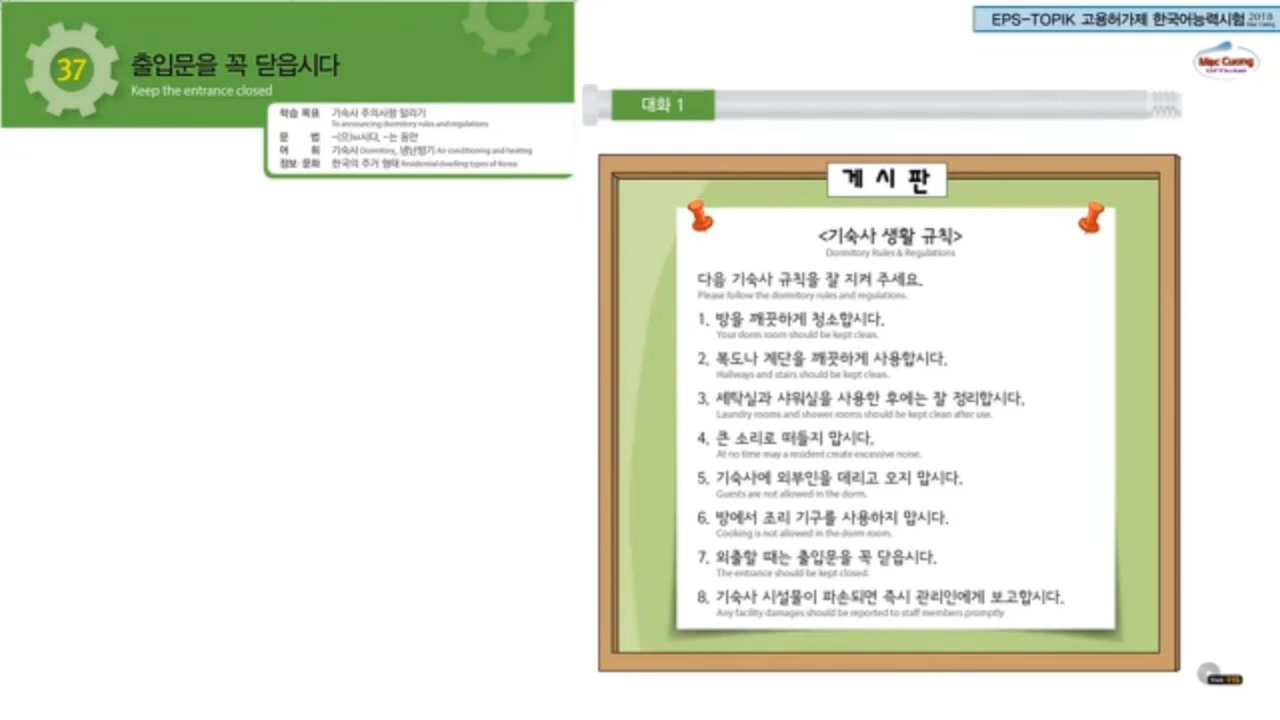 37
출입문을 꼭 닫읍시다
Keep the entrance closed
학습 목표 기숙사 주의사항 알리기
To announcing dormitory rules and regulations
문 법 -(으)ㅂ시다, -는 동안
어 휘 기숙사 Dormitory, 냉난방기 Air conditioning and heating
정보·문화 한국의 주거 형태 Residential dwelling types of Korea
EPS-TOPIK 고용허가제 한국어능력시험 2018
Mạc Cương
대화 1
게시판
<기숙사 생활 규칙>
Dormitory Rules & Regulations
다음 기숙사 규칙을 잘 지켜 주세요.
Please follow the dormitory rules and regulations.
1. 방을 깨끗하게 청소합시다.
Your dorm room should be kept clean.
2. 복도나 계단을 깨끗하게 사용합시다.
Hallways and stairs should be kept clean.
3. 세탁실과 샤워실을 사용한 후에는 잘 정리합시다.
Laundry rooms and shower rooms should be kept clean after use.
4. 큰 소리로 떠들지 맙시다.
At no time may a resident create excessive noise.
5. 기숙사에 외부인을 데리고 오지 맙시다.
Guests are not allowed in the dorm.
6. 방에서 조리 기구를 사용하지 맙시다.
Cooking is not allowed in the dorm room.
7. 외출할 때는 출입문을 꼭 닫읍시다.
The entrance should be kept closed.
8. 기숙사 시설물이 파손되면 즉시 관리인에게 보고합시다.
Any facility damages should be reported to staff members promptly